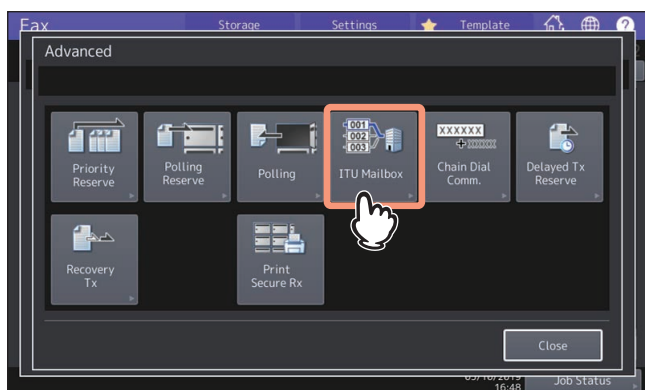 Fax
Storage
Settings
Template
?
Advanced
Priority
Reserve
Polling
Reserve
Polling
001
002
003
ITU Mailbox
XXXXXX
Chain Dial
Comm.
Delayed Tx
Reserve
Recovery
Tx
Print
Secure Rx
Close
16:48
Job Status